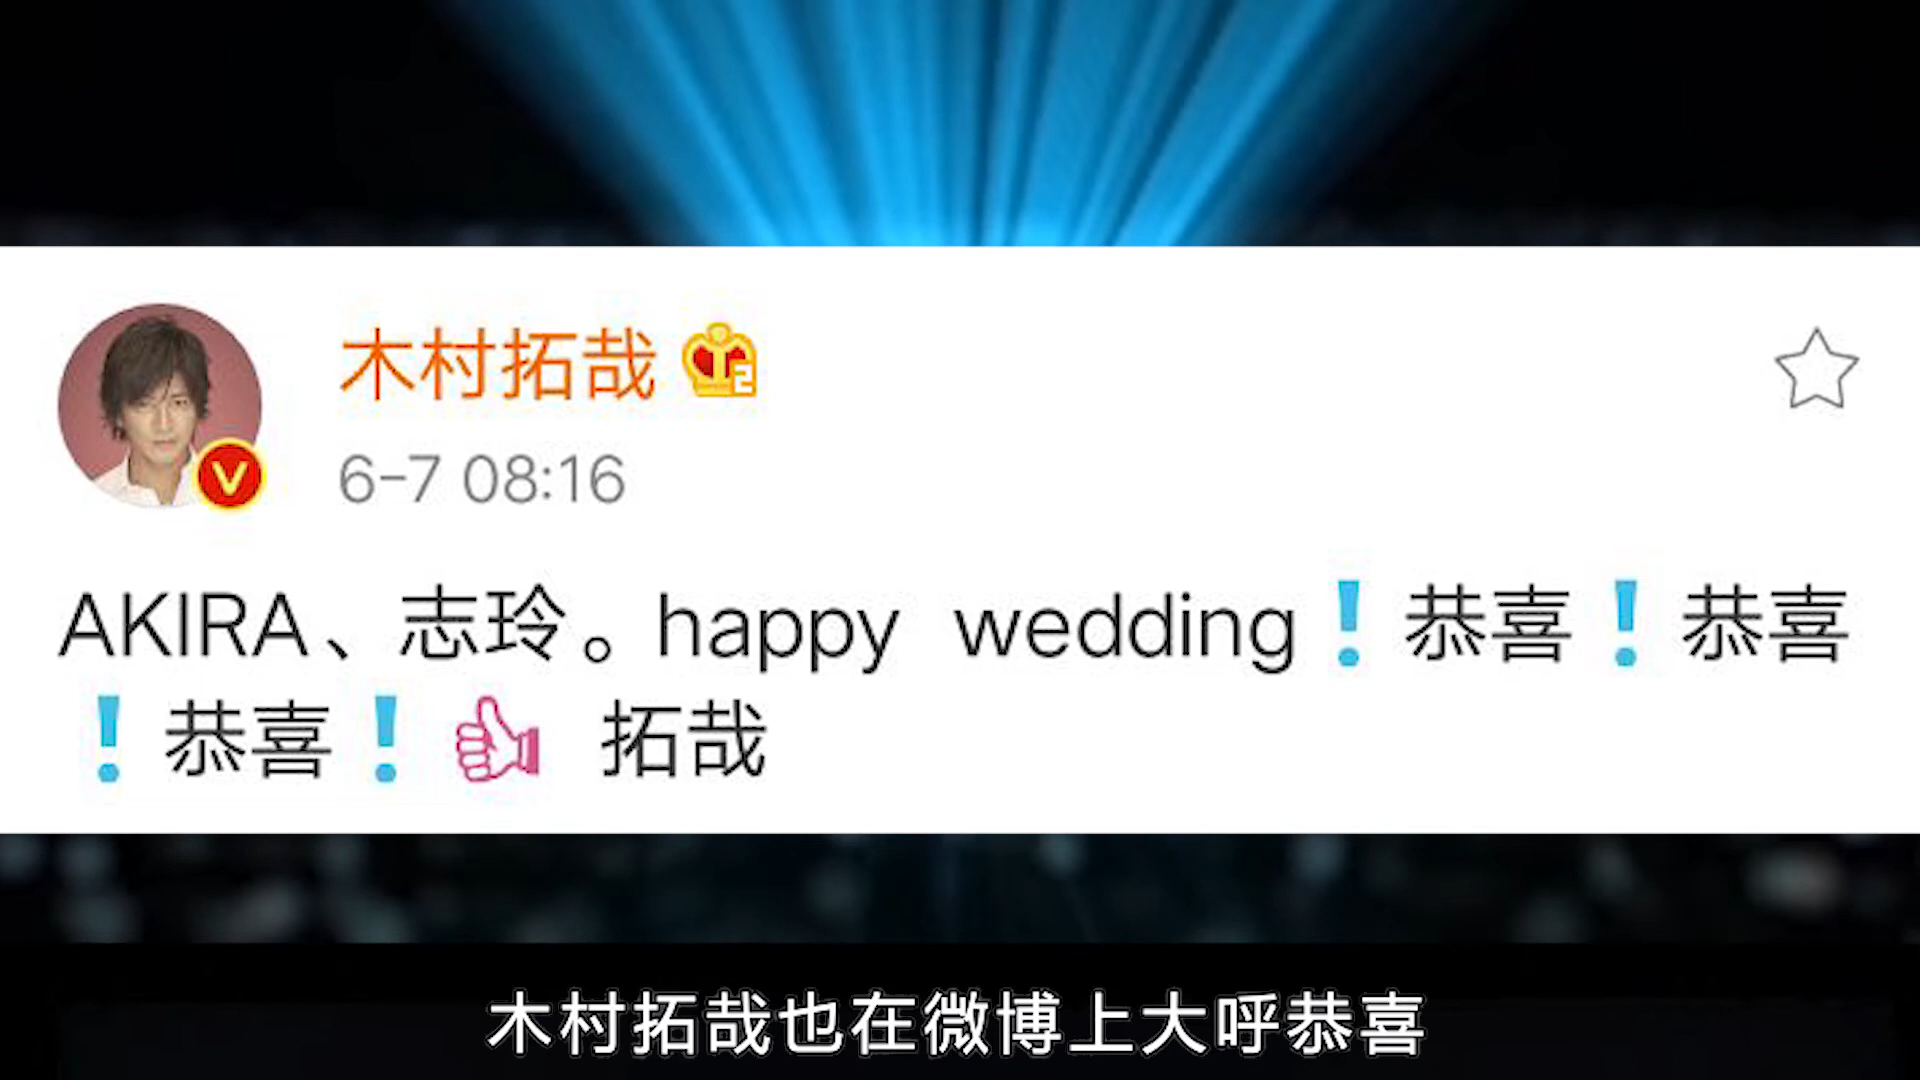 木村拓哉
6-7 08:16
AKIRA、志玲。happy wedding！恭喜！恭喜
！恭喜！👍 拓哉
木村拓哉也在微博上大呼恭喜